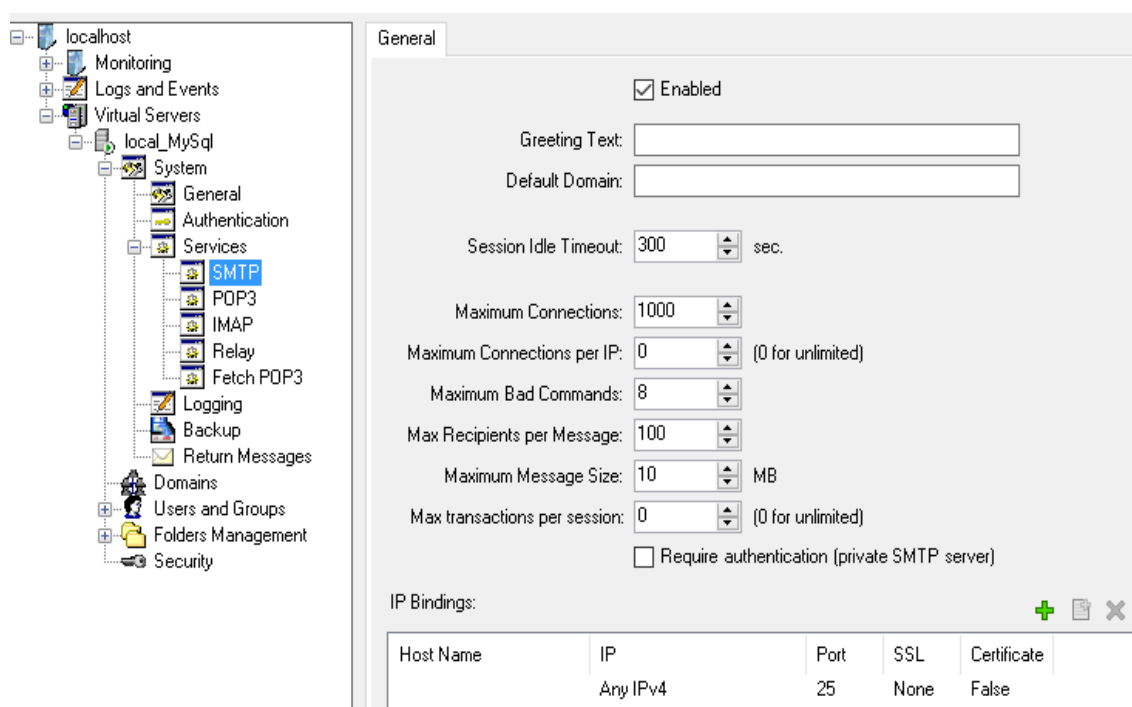 localhost
Monitoring
Logs and Events
Virtual Servers
local_MySql
System
General
Authentication
Services
SMTP
POP3
IMAP
Relay
Fetch POP3
Logging
Backup
Return Messages
Domains
Users and Groups
Folders Management
Security
General
Enabled
Greeting Text:
Default Domain:
Session Idle Timeout: 300 sec.
Maximum Connections: 1000
Maximum Connections per IP: 0 (0 for unlimited)
Maximum Bad Commands: 8
Max Recipients per Message: 100
Maximum Message Size: 10 MB
Max transactions per session: 0 (0 for unlimited)
Require authentication (private SMTP server)
IP Bindings:
Host Name IP Port SSL Certificate
Any IPv4 25 None False